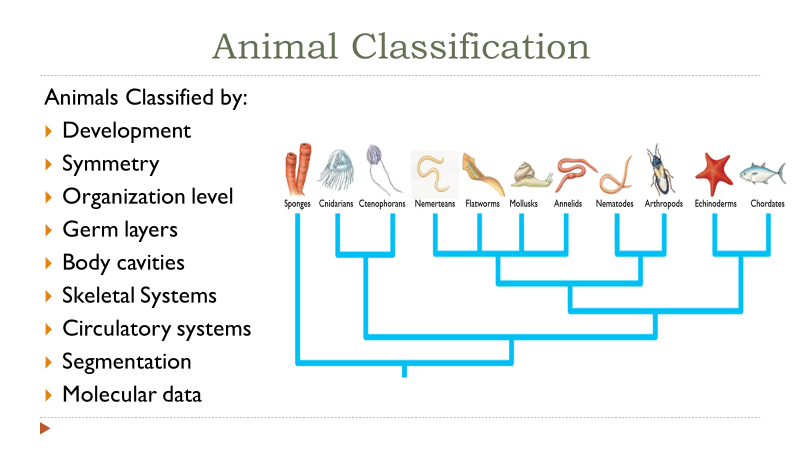 Animal Classification
Animals Classified by:
Development
Symmetry
Organization level
Germ layers
Body cavities
Skeletal Systems
Circulatory systems
Segmentation
Molecular data
Sponges Cnidarians Ctenophorans Nemerteans Flatworms Mollusks Annelids Nematodes Arthropods Echinoderms Chordates